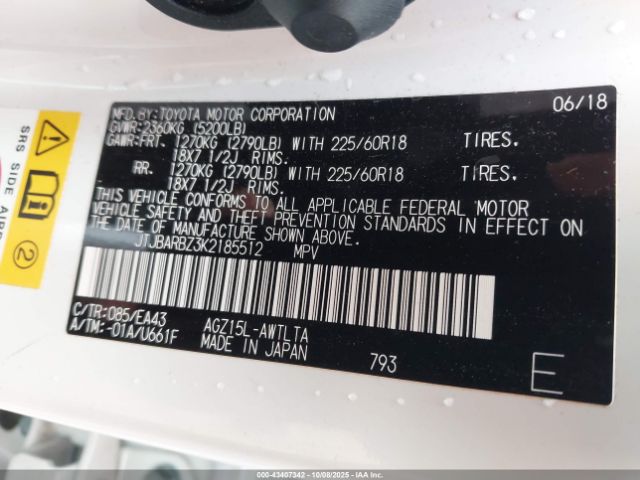 MFD.BY:TOYOTA MOTOR CORPORATION 06/18
GVWR:2360KG (5200LB)
GAWR:FRT. 1270KG (2790LB) WITH 225/60R18 TIRES.
18X7 1/2J RIMS.
RR. 1270KG (2790LB) WITH 225/60R18 TIRES.
18X7 1/2J RIMS.
THIS VEHICLE CONFORMS TO ALL APPLICABLE FEDERAL MOTOR
VEHICLE SAFETY AND THEFT PREVENTION STANDARDS IN EFFECT ON
THE DATE OF MANUFACTURE SHOWN ABOVE.
JTJBARBZ3K2185512 MPV
C/TR:085/EA43 AGZ15L-AWTLTA
A/TM:-01A/U661F MADE IN JAPAN 793
E
SRS SIDE
2
000-43407342 - 10/08/2025 - IAAI.COM